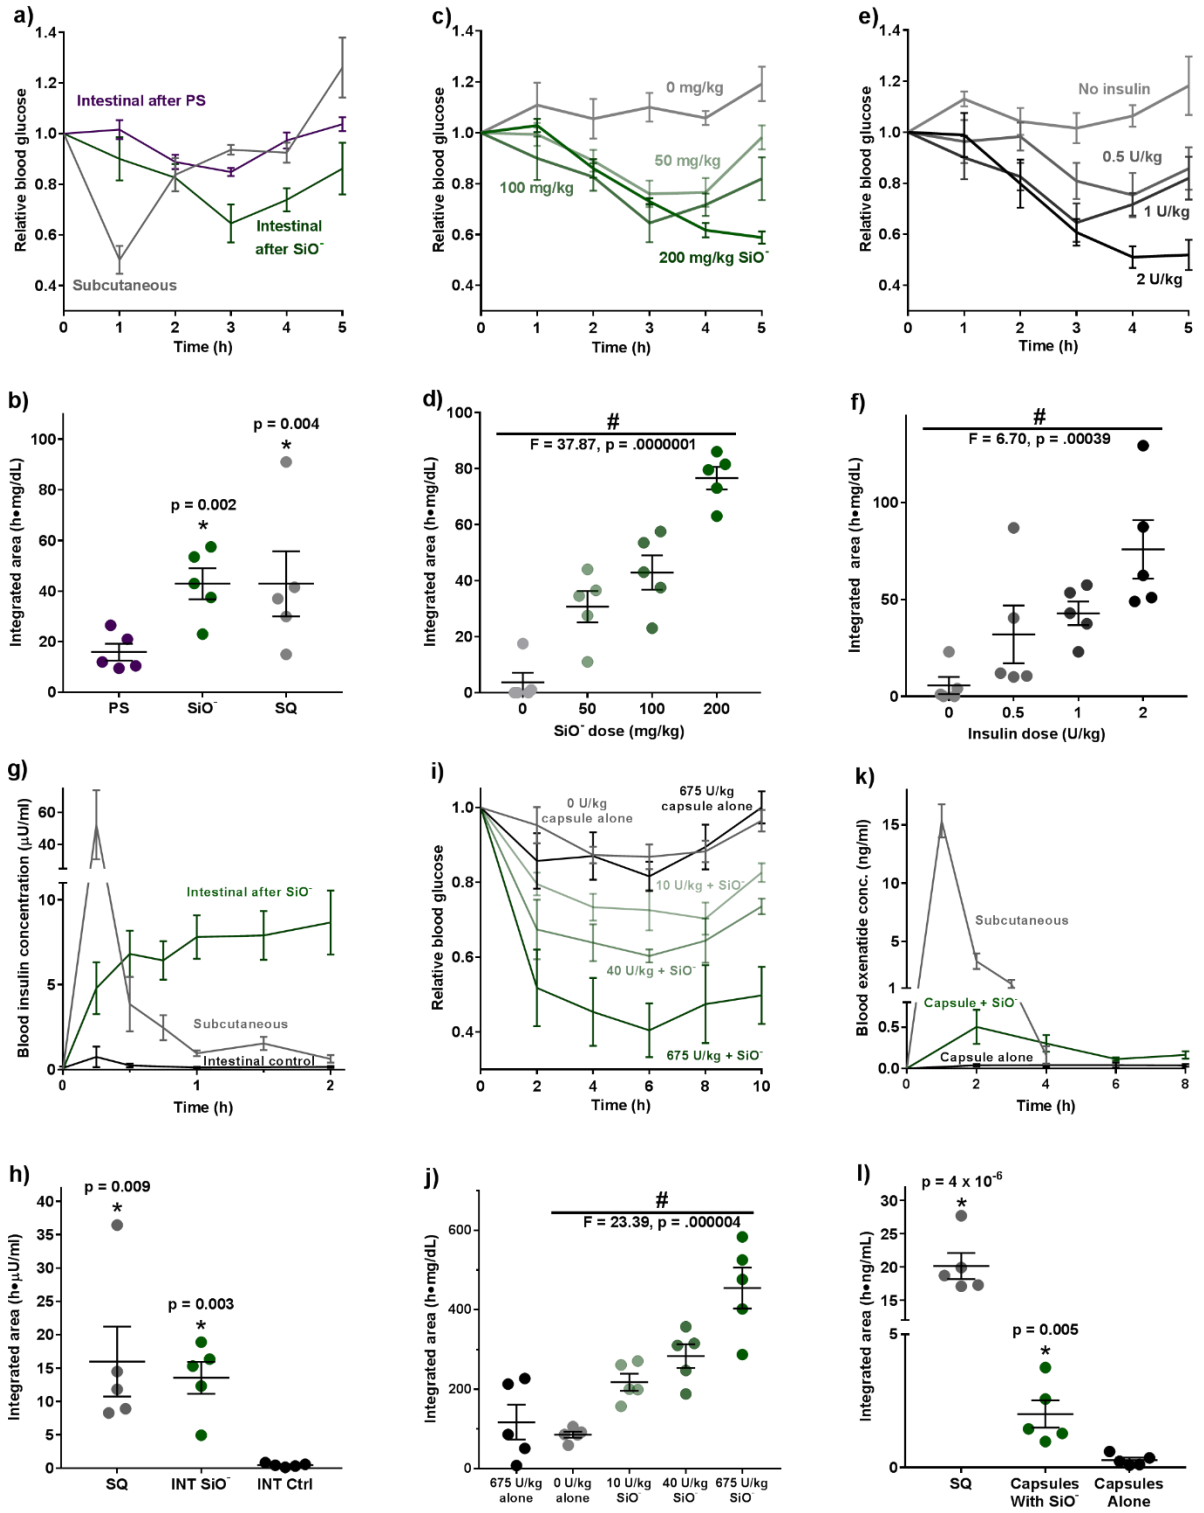 a)
Relative blood glucose
1.4
1.2
1.0
0.8
0.6
0.4
Intestinal after PS
Intestinal
after SiO⁻
Subcutaneous
0 1 2 3 4 5
Time (h)
c)
Relative blood glucose
1.4
1.2
1.0
0.8
0.6
0.4
0 mg/kg
50 mg/kg
100 mg/kg
200 mg/kg SiO⁻
0 1 2 3 4 5
Time (h)
e)
Relative blood glucose
1.4
1.2
1.0
0.8
0.6
0.4
No insulin
0.5 U/kg
1 U/kg
2 U/kg
0 1 2 3 4 5
Time (h)
b)
Integrated area (h•mg/dL)
100
80
60
40
20
0
p = 0.004
*
p = 0.002
*
PS SiO⁻ SQ
d)
Integrated area (h•mg/dL)
100
80
60
40
20
0
#
F = 37.87, p = .0000001
0 50 100 200
SiO⁻ dose (mg/kg)
f)
Integrated area (h•mg/dL)
100
50
0
#
F = 6.70, p = .00039
0 0.5 1 2
Insulin dose (U/kg)
g)
Blood insulin concentration (μU/ml)
60
40
10
5
0
Intestinal after SiO⁻
Subcutaneous
Intestinal control
0 1 2
Time (h)
i)
Relative blood glucose
1.0
0.8
0.6
0.4
675 U/kg
capsule alone
0 U/kg
capsule alone
10 U/kg + SiO⁻
40 U/kg + SiO⁻
675 U/kg + SiO⁻
0 2 4 6 8 10
Time (h)
k)
Blood exenatide conc. (ng/ml)
15
10
5
1
0.5
0.0
Subcutaneous
Capsule + SiO⁻
Capsule alone
0 2 4 6 8
Time (h)
h)
Integrated area (h•μU/ml)
40
35
30
25
20
15
10
5
0
p = 0.009
*
p = 0.003
*
SQ INT SiO⁻ INT Ctrl
j)
Integrated area (h•mg/dL)
600
400
200
0
#
F = 23.39, p = .000004
675 U/kg 0 U/kg 10 U/kg 40 U/kg 675 U/kg
alone alone SiO⁻ SiO⁻ SiO⁻
l)
Integrated area (h•ng/mL)
30
25
20
15
5
0
p = 4 x 10⁻⁶
*
p = 0.005
*
SQ Capsules Capsules
With SiO⁻ Alone